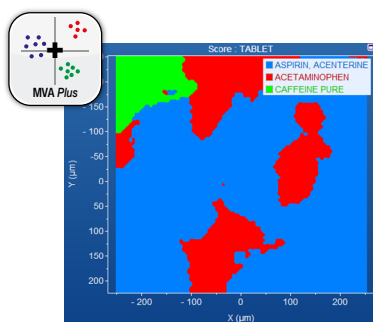 Score : TABLET
MVA Plus
ASPIRIN, ACENTERINE
ACETAMINOPHEN
CAFFEINE PURE
Y (µm)
- 150
- 100
-50
0
50
100
150
200
- 200
- 100
0
100
200
X (µm)